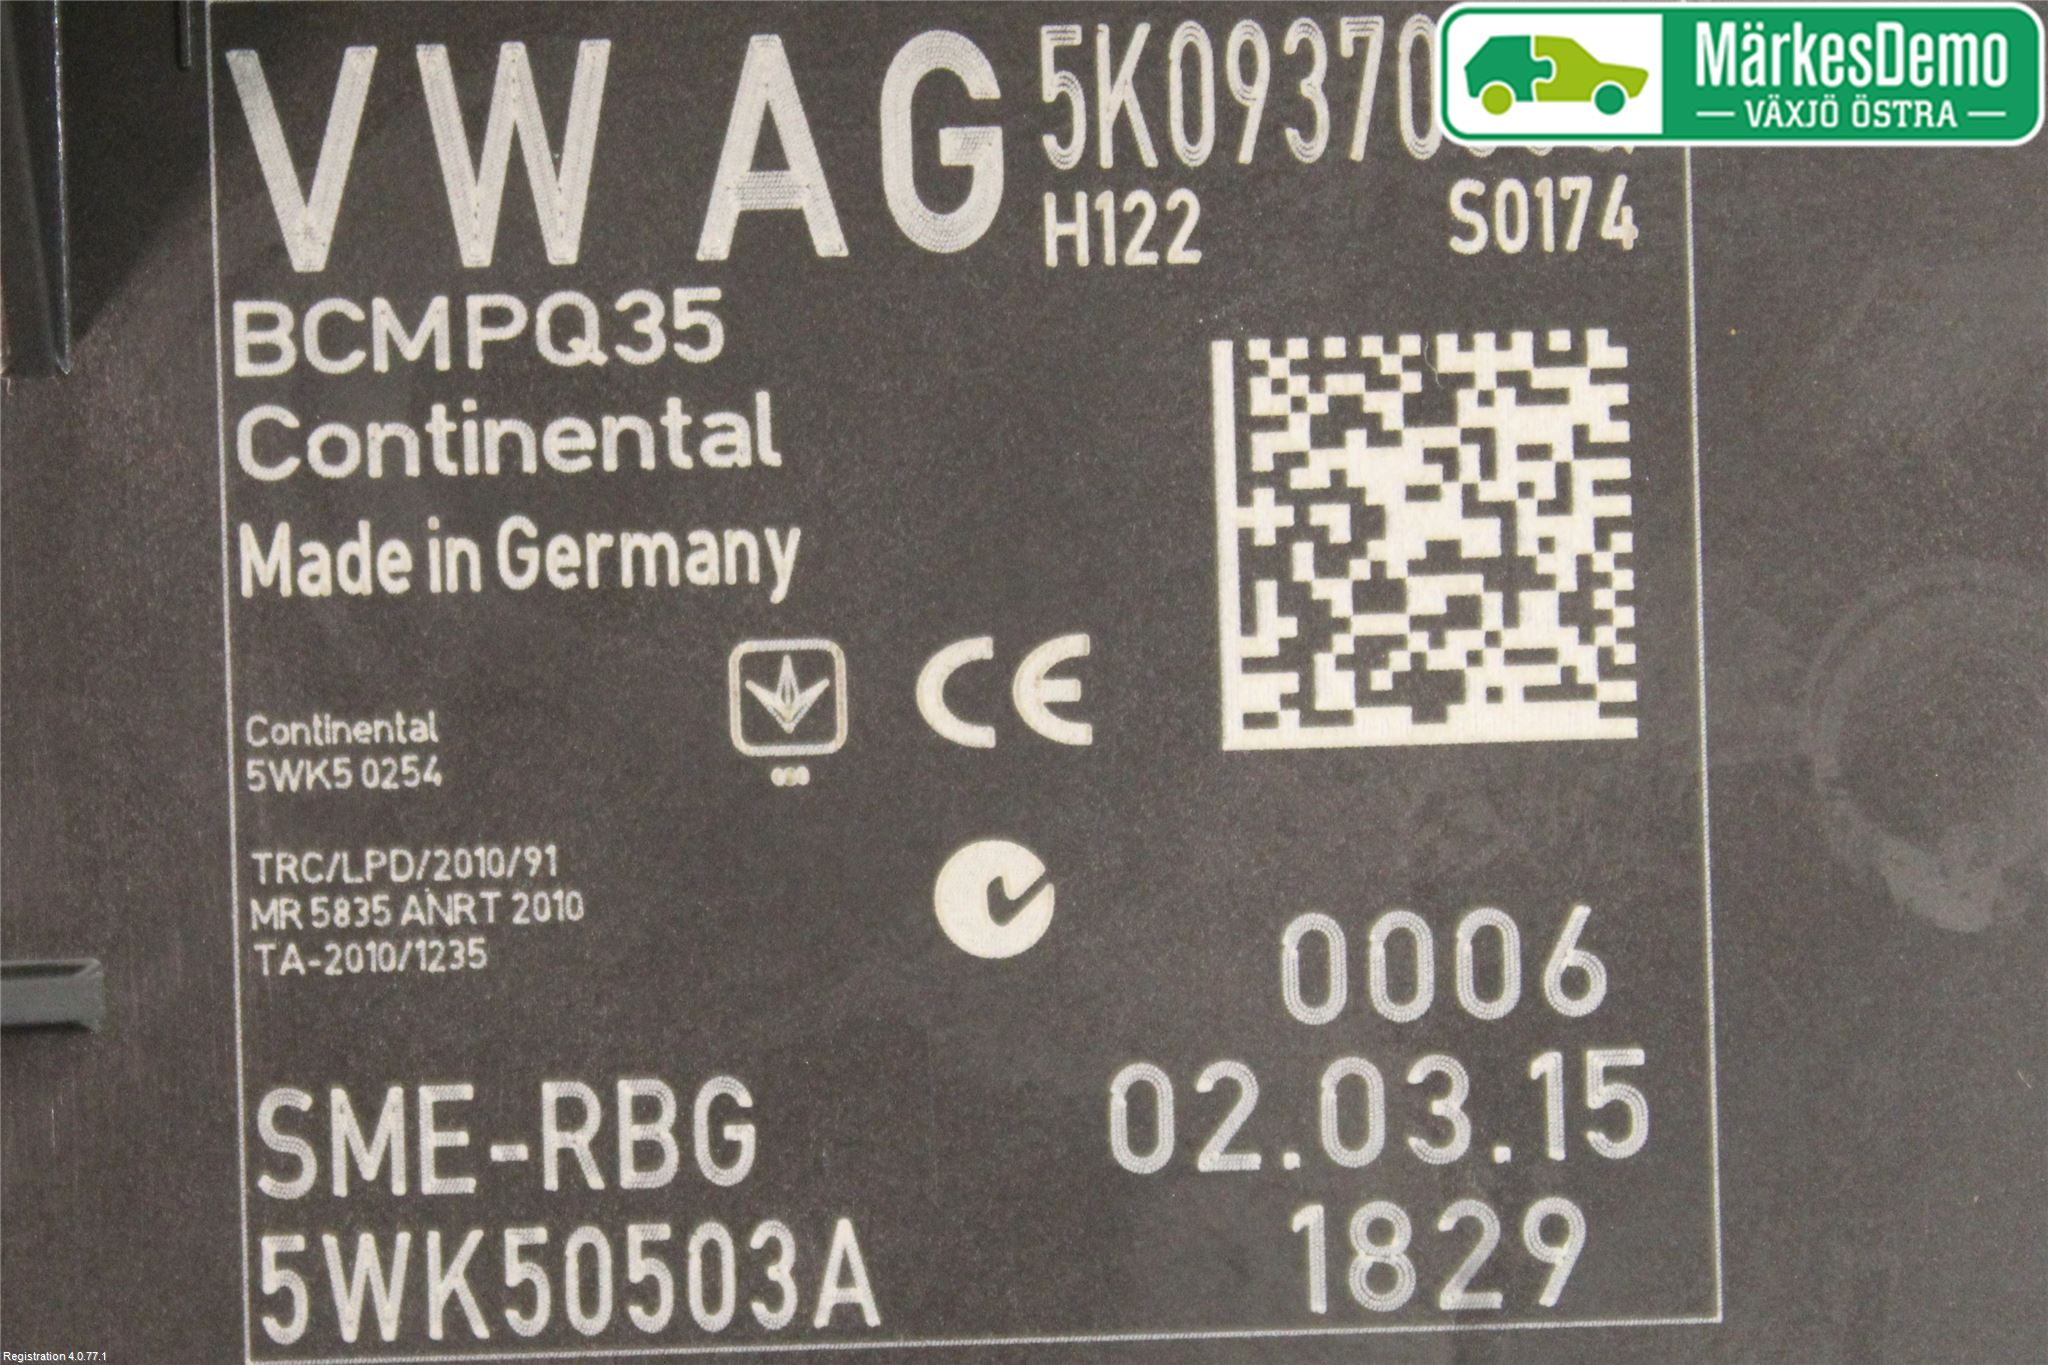 VW AG 5K09370
MärkesDemo
VÄXJÖ ÖSTRA
H122 S0174
BCMPQ35
Continental
Made in Germany
CE
Continental
5WK5 0254
TRC/LPD/2010/91
MR 5835 ANRT 2010
TA-2010/1235
0006
SME-RBG 02.03.15
5WK50503A 1829
Registration 4.0.77.1